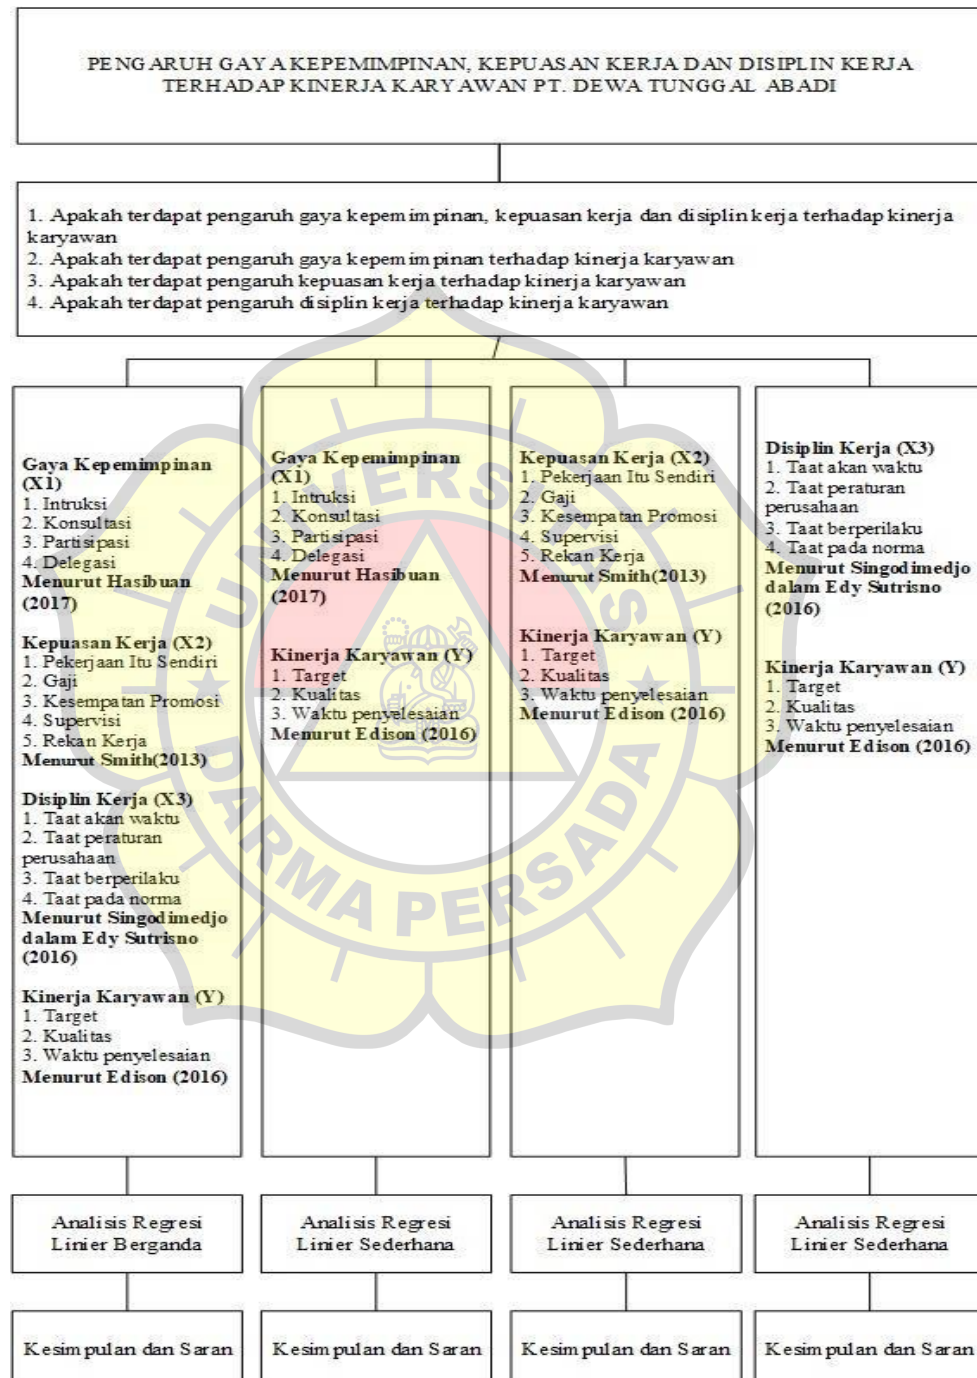 PENGARUH GAYA KEPEMIMPINAN, KEPUASAN KERJA DAN DISIPLIN KERJA
TERHADAP KINERJA KARYAWAN PT. DEWA TUNGGAL ABADI
1. Apakah terdapat pengaruh gaya kepemimpinan, kepuasan kerja dan disiplin kerja terhadap kinerja
karyawan
2. Apakah terdapat pengaruh gaya kepemimpinan terhadap kinerja karyawan
3. Apakah terdapat pengaruh kepuasan kerja terhadap kinerja karyawan
4. Apakah terdapat pengaruh disiplin kerja terhadap kinerja karyawan
Gaya Kepemimpinan
(X1)
1. Intruksi
2. Konsultasi
3. Partisipasi
4. Delegasi
Menurut Hasibuan
(2017)
Kepuasan Kerja (X2)
1. Pekerjaan Itu Sendiri
2. Gaji
3. Kesempatan Promosi
4. Supervisi
5. Rekan Kerja
Menurut Smith(2013)
Disiplin Kerja (X3)
1. Taat akan waktu
2. Taat peraturan
perusahaan
3. Taat berperilaku
4. Taat pada norma
Menurut Singodimedjo
dalam Edy Sutrisno
(2016)
Kinerja Karyawan (Y)
1. Target
2. Kualitas
3. Waktu penyelesaian
Menurut Edison (2016)
Analisis Regresi
Linier Berganda
Kesimpulan dan Saran
Gaya Kepemimpinan
(X1)
1. Intruksi
2. Konsultasi
3. Partisipasi
4. Delegasi
Menurut Hasibuan
(2017)
Kinerja Karyawan (Y)
1. Target
2. Kualitas
3. Waktu penyelesaian
Menurut Edison (2016)
Analisis Regresi
Linier Sederhana
Kesimpulan dan Saran
Kepuasan Kerja (X2)
1. Pekerjaan Itu Sendiri
2. Gaji
3. Kesempatan Promosi
4. Supervisi
5. Rekan Kerja
Menurut Smith(2013)
Kinerja Karyawan (Y)
1. Target
2. Kualitas
3. Waktu penyelesaian
Menurut Edison (2016)
Analisis Regresi
Linier Sederhana
Kesimpulan dan Saran
Disiplin Kerja (X3)
1. Taat akan waktu
2. Taat peraturan
perusahaan
3. Taat berperilaku
4. Taat pada norma
Menurut Singodimedjo
dalam Edy Sutrisno
(2016)
Kinerja Karyawan (Y)
1. Target
2. Kualitas
3. Waktu penyelesaian
Menurut Edison (2016)
Analisis Regresi
Linier Sederhana
Kesimpulan dan Saran
UNIVERSITAS
DARMA PERSADA